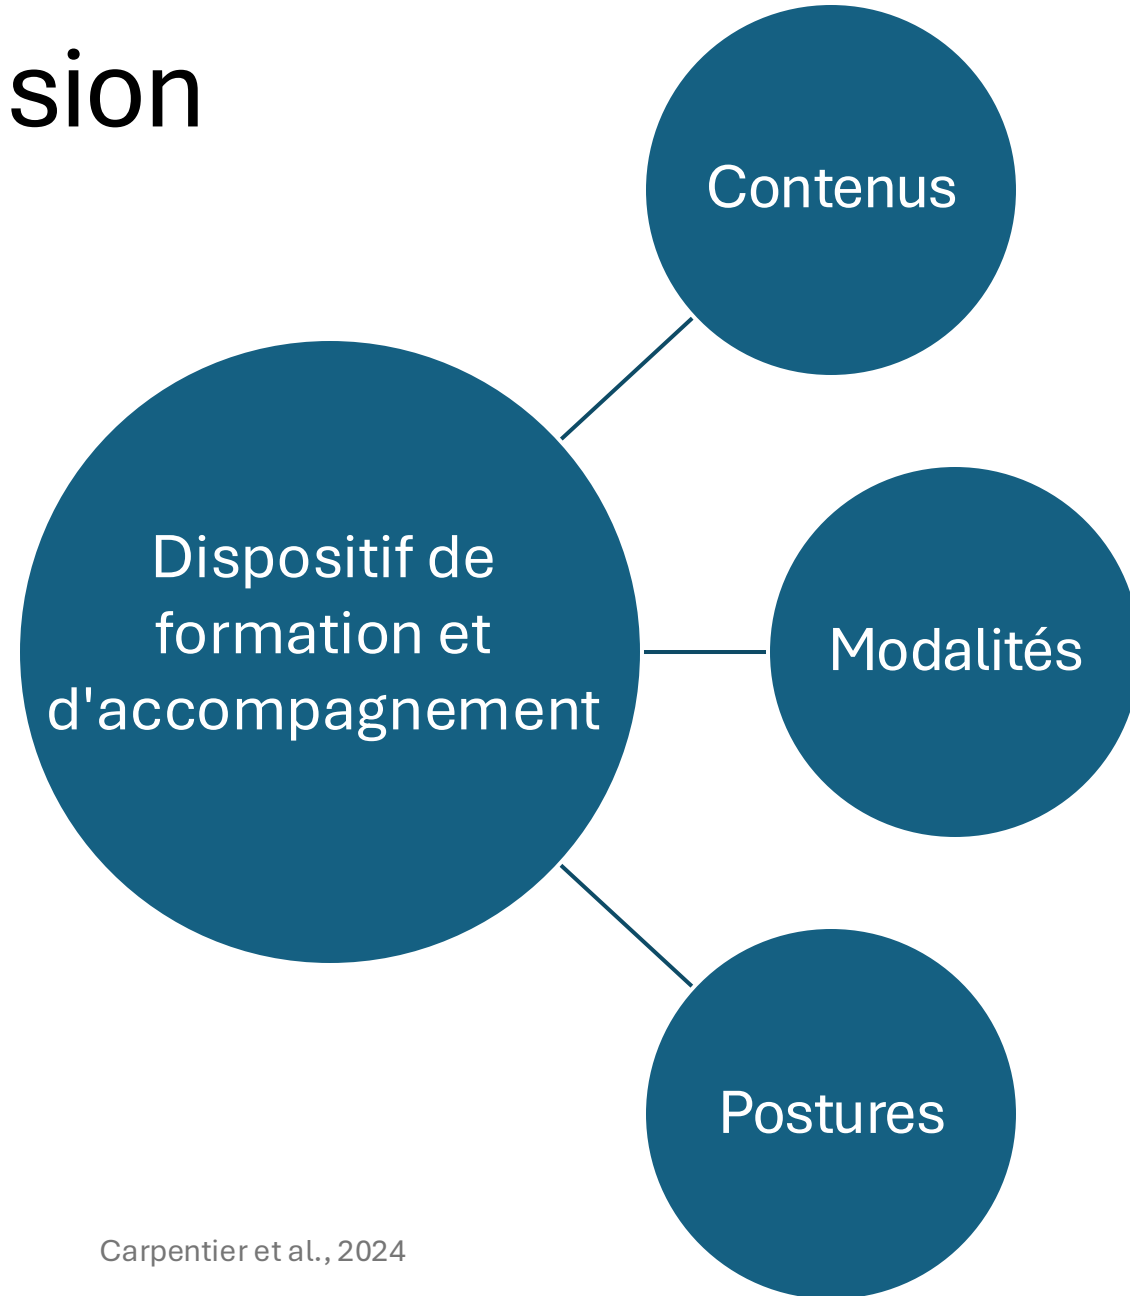 sion
Contenus
Dispositif de
formation et
d'accompagnement
Modalités
Postures
Carpentier et al., 2024